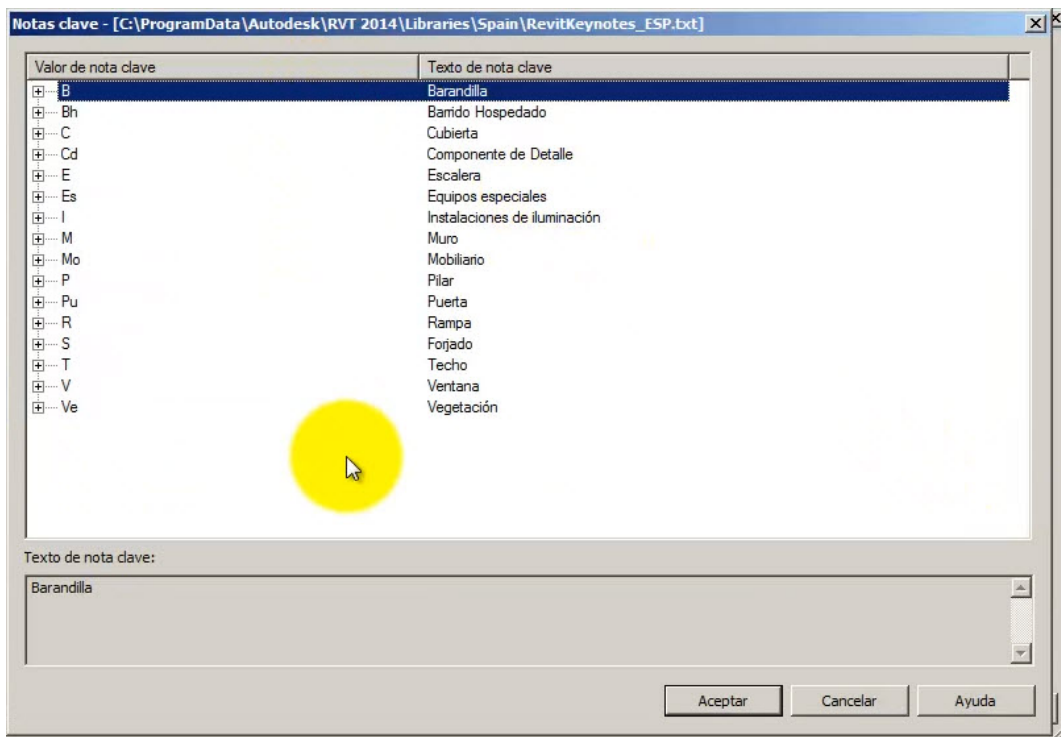 Notas clave - [C:\ProgramData\Autodesk\RVT 2014\Libraries\Spain\RevitKeynotes_ESP.txt]
Valor de nota clave Texto de nota clave
B Barandilla
Bh Barrido Hospedado
C Cubierta
Cd Componente de Detalle
E Escalera
Es Equipos especiales
I Instalaciones de iluminación
M Muro
Mo Mobiliario
P Pilar
Pu Puerta
R Rampa
S Forjado
T Techo
V Ventana
Ve Vegetación
Texto de nota clave:
Barandilla
Aceptar Cancelar Ayuda